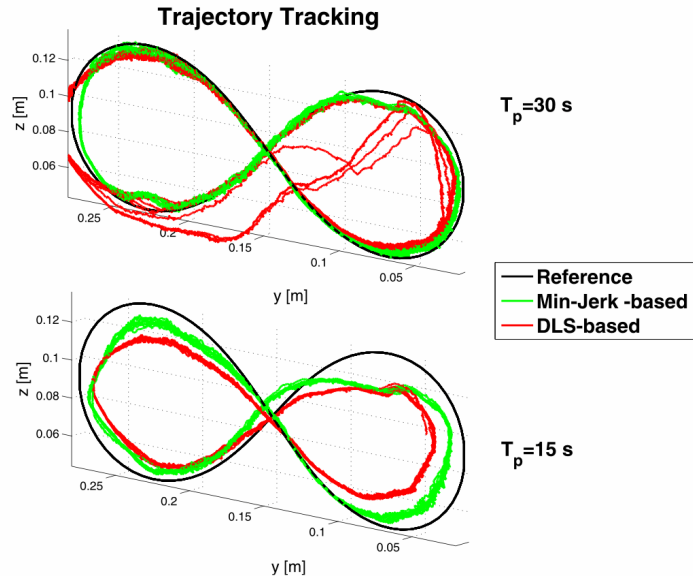 Trajectory Tracking
0.12
0.1
0.08
0.06
z [m]
0.25
0.2
0.15
0.1
0.05
y [m]
T_p=30 s
Reference
Min-Jerk -based
DLS-based
0.12
0.1
0.08
0.06
z [m]
0.25
0.2
0.15
0.1
0.05
y [m]
T_p=15 s